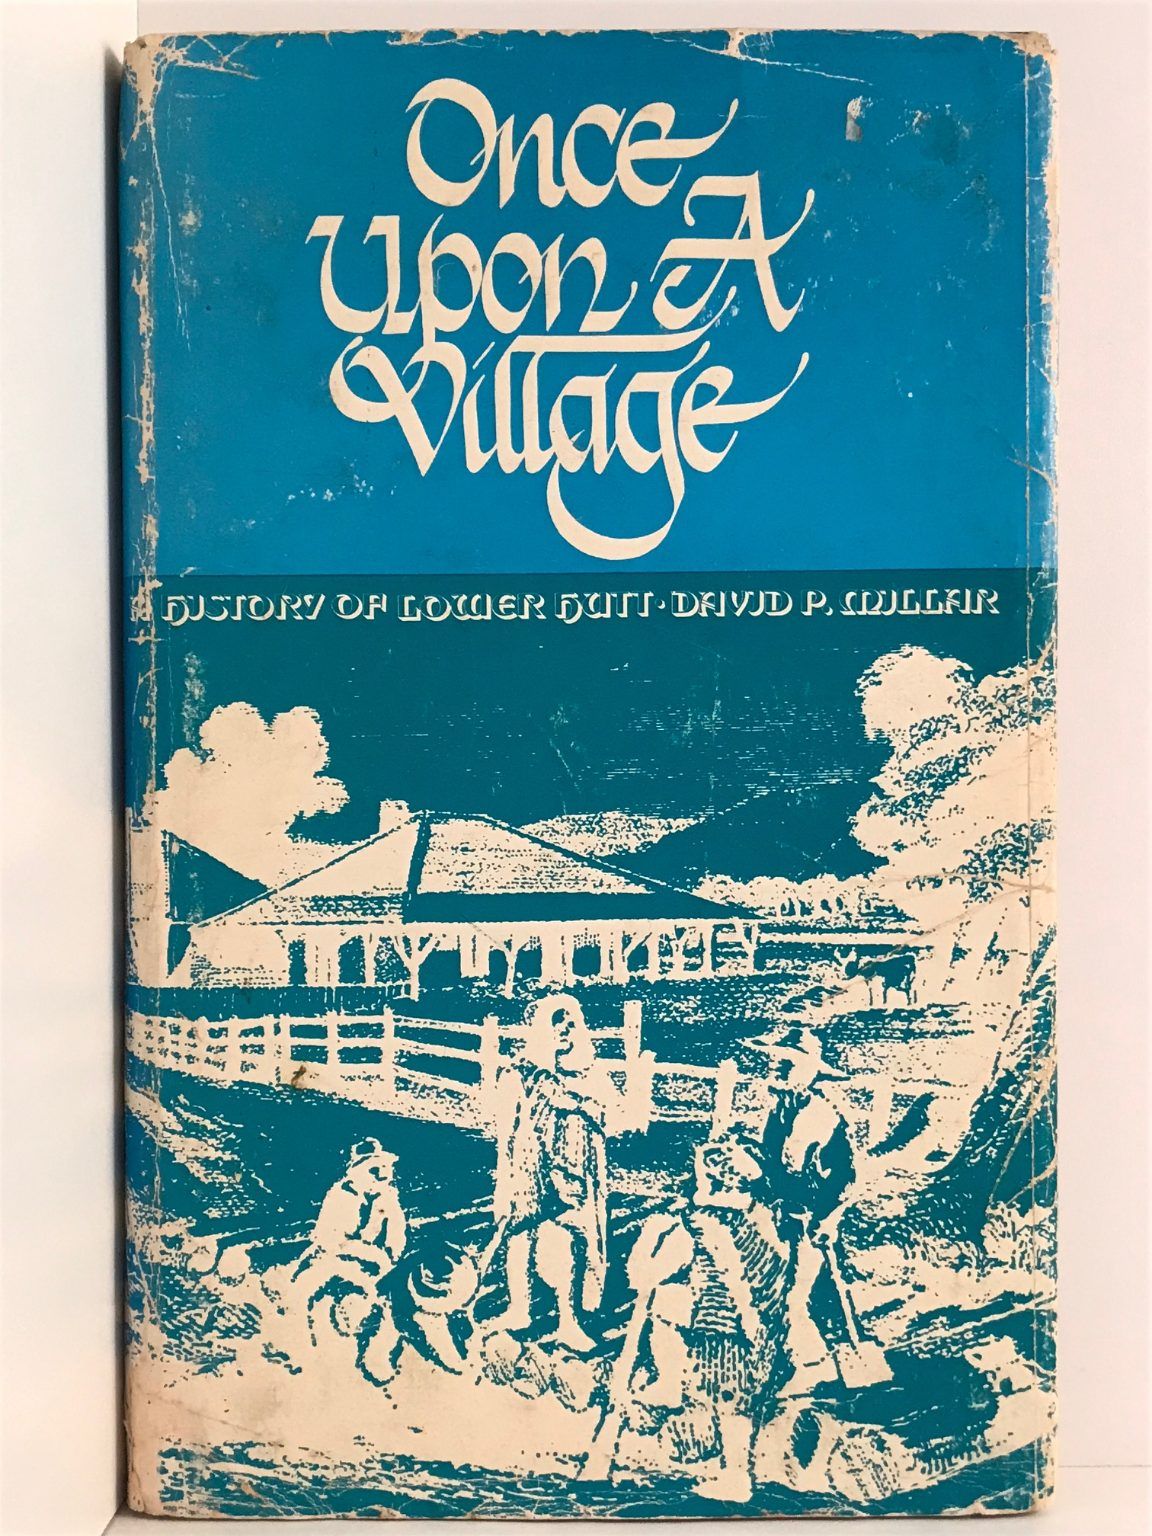 Once
Upon A
Village
A HISTORY OF LOWER HUTT · DAVID P. MILLAR